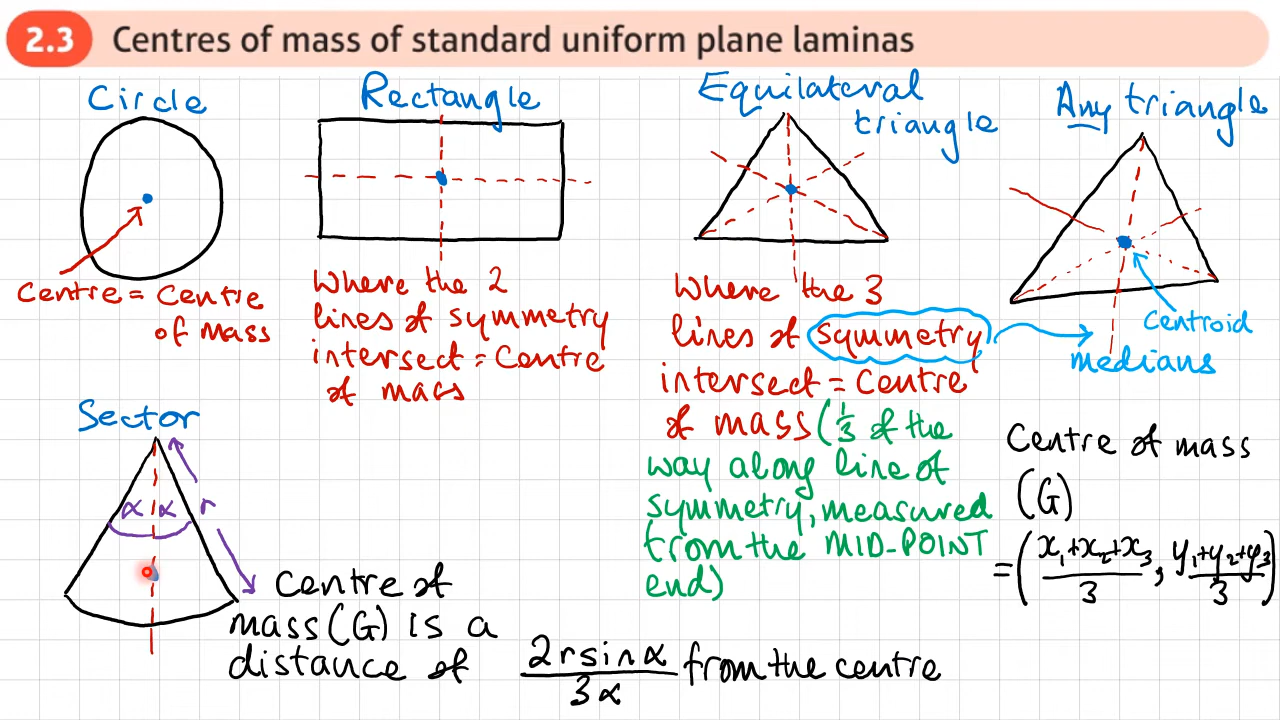 2.3 Centres of mass of standard uniform plane laminas
Circle
Centre = Centre
of mass
Rectangle
Where the 2
lines of symmetry
intersect = Centre
of mass
Equilateral
triangle
Where the 3
lines of symmetry
intersect = Centre
of mass (1/3 of the
way along line of
symmetry, measured
from the MID-POINT
end)
Any triangle
Centroid
medians
Centre of mass
(G)
= (x₁+x₂+x₃/3, y₁+y₂+y₃/3)
Sector
α α r
Centre of
mass (G) is a
distance of 2r sin α/3α from the centre